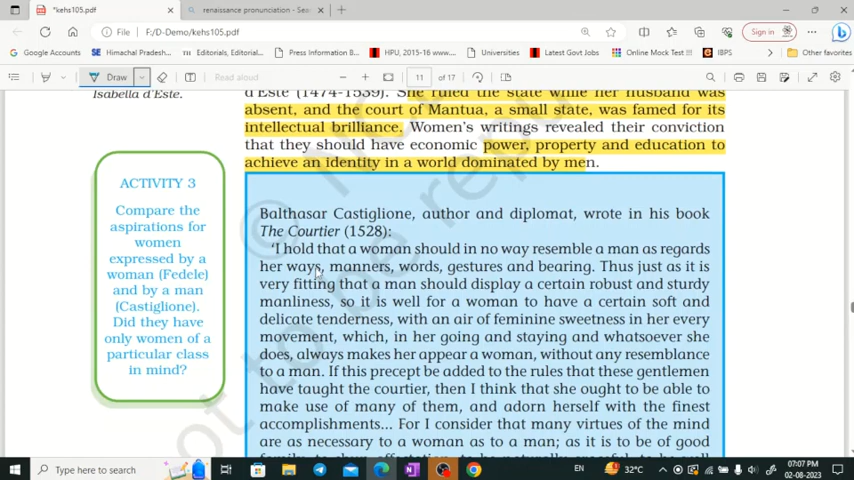 *kehs105.pdf
renaissance pronunciation - Sea
File
F:/D-Demo/kehs105.pdf
Sign in
Google Accounts
Himachal Pradesh...
Editorials, Editorial...
Press Information B...
HPU, 2015-16 www....
Universities
Latest Govt Jobs
Online Mock Test |||
IBPS
Other favorites
Draw
Read aloud
11 of 17
Isabella d'Este.
d'Este (1474-1539). She ruled the state while her husband was
absent, and the court of Mantua, a small state, was famed for its
intellectual brilliance. Women's writings revealed their conviction
that they should have economic power, property and education to
achieve an identity in a world dominated by men.
ACTIVITY 3
Compare the
aspirations for
women
expressed by a
woman (Fedele)
and by a man
(Castiglione).
Did they have
only women of a
particular class
in mind?
Balthasar Castiglione, author and diplomat, wrote in his book
The Courtier (1528):
'I hold that a woman should in no way resemble a man as regards
her ways, manners, words, gestures and bearing. Thus just as it is
very fitting that a man should display a certain robust and sturdy
manliness, so it is well for a woman to have a certain soft and
delicate tenderness, with an air of feminine sweetness in her every
movement, which, in her going and staying and whatsoever she
does, always makes her appear a woman, without any resemblance
to a man. If this precept be added to the rules that these gentlemen
have taught the courtier, then I think that she ought to be able to
make use of many of them, and adorn herself with the finest
accomplishments... For I consider that many virtues of the mind
are as necessary to a woman as to a man; as it is to be of good
family, to shun affectation, to be naturally graceful, to be well
Type here to search
EN
32°C
07:07 PM
02-08-2023